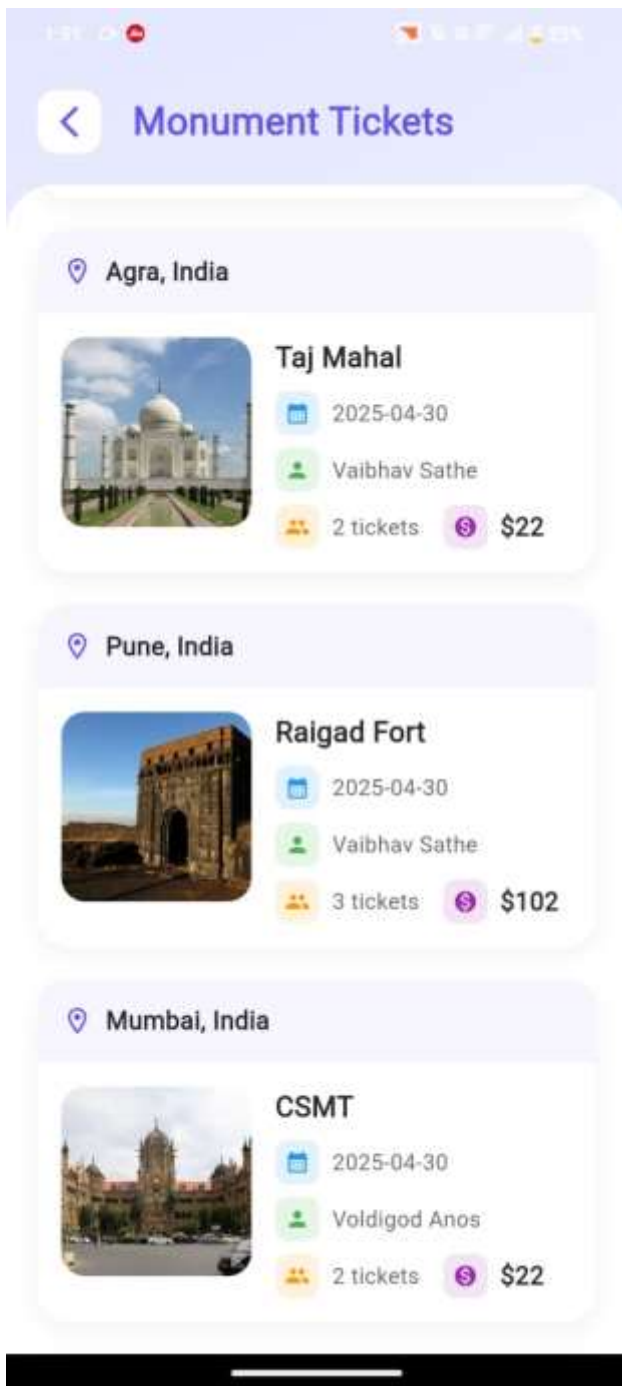 Monument Tickets
Agra, India
Taj Mahal
2025-04-30
Vaibhav Sathe
2 tickets $22
Pune, India
Raigad Fort
2025-04-30
Vaibhav Sathe
3 tickets $102
Mumbai, India
CSMT
2025-04-30
Voldigod Anos
2 tickets $22